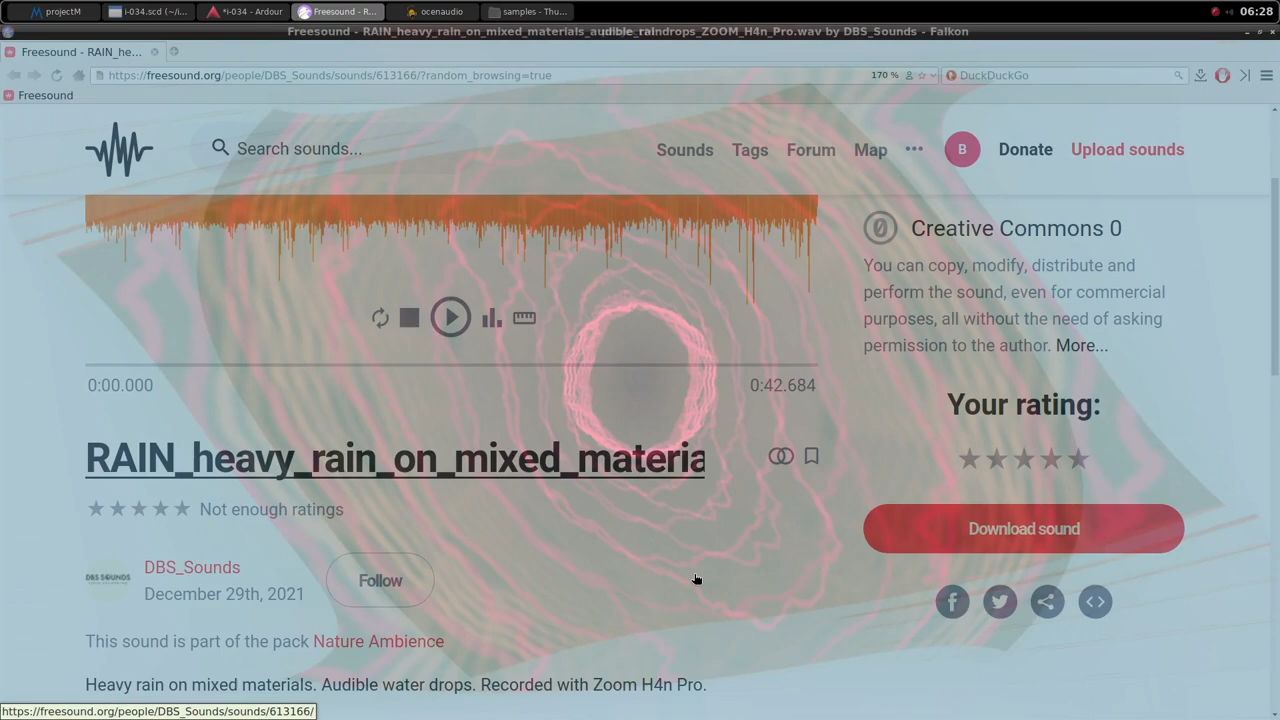 projectM
i-034.scd (~/i...
*i-034 - Ardour
Freesound - R...
ocenaudio
samples - Thu...
06:28
Freesound - RAIN_heavy_rain_on_mixed_materials_audible_raindrops_ZOOM_H4n_Pro.wav by DBS_Sounds - Falkon
Freesound - RAIN_he...
https://freesound.org/people/DBS_Sounds/sounds/613166/?random_browsing=true
170 %
DuckDuckGo
Freesound
Search sounds...
Sounds
Tags
Forum
Map
B
Donate
Upload sounds
Creative Commons 0
You can copy, modify, distribute and
perform the sound, even for commercial
purposes, all without the need of asking
permission to the author. More...
0:00.000
0:42.684
Your rating:
RAIN_heavy_rain_on_mixed_materia
Not enough ratings
Download sound
DBS SOUNDS
DBS_Sounds
December 29th, 2021
Follow
This sound is part of the pack Nature Ambience
Heavy rain on mixed materials. Audible water drops. Recorded with Zoom H4n Pro.
https://freesound.org/people/DBS_Sounds/sounds/613166/